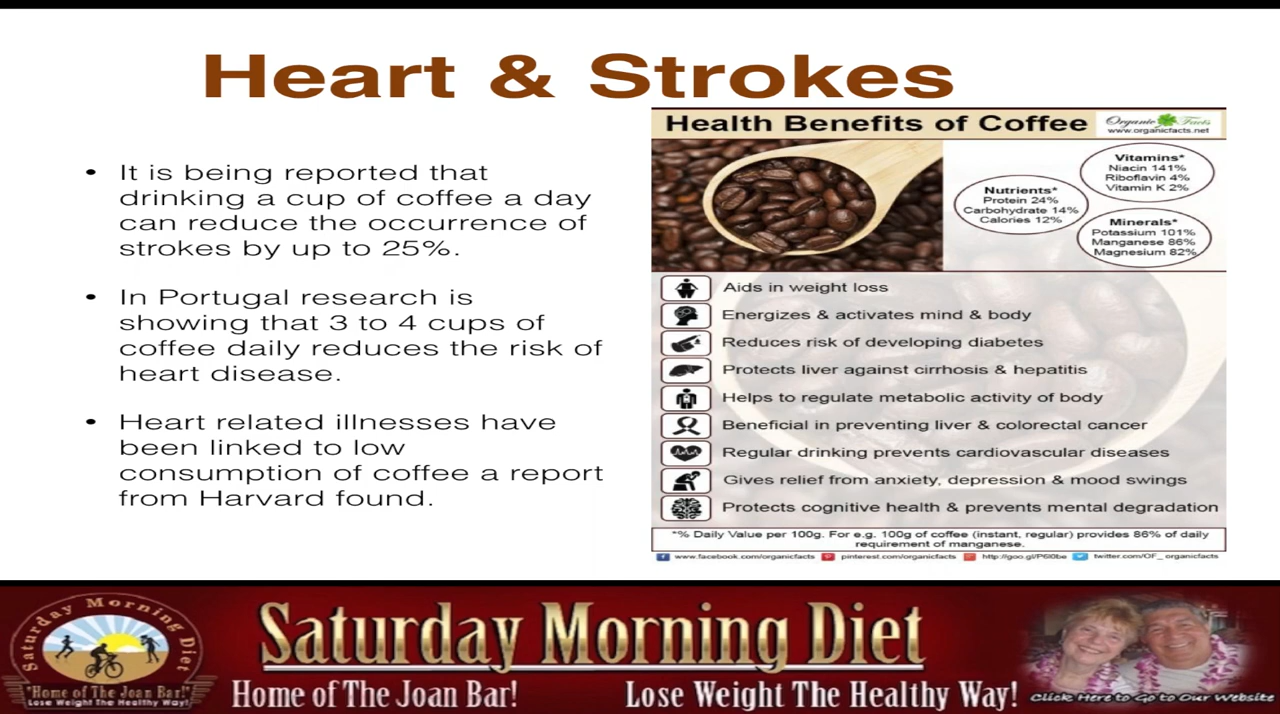 Heart & Strokes
• It is being reported that
drinking a cup of coffee a day
can reduce the occurrence of
strokes by up to 25%.
• In Portugal research is
showing that 3 to 4 cups of
coffee daily reduces the risk of
heart disease.
• Heart related illnesses have
been linked to low
consumption of coffee a report
from Harvard found.
Health Benefits of Coffee
Organic Facts
www.organicfacts.net
Vitamins*
Niacin 141%
Riboflavin 4%
Vitamin K 2%
Nutrients*
Protein 24%
Carbohydrate 14%
Calories 12%
Minerals*
Potassium 101%
Manganese 86%
Magnesium 82%
Aids in weight loss
Energizes & activates mind & body
Reduces risk of developing diabetes
Protects liver against cirrhosis & hepatitis
Helps to regulate metabolic activity of body
Beneficial in preventing liver & colorectal cancer
Regular drinking prevents cardiovascular diseases
Gives relief from anxiety, depression & mood swings
Protects cognitive health & prevents mental degradation
*% Daily Value per 100g. For e.g. 100g of coffee (instant, regular) provides 86% of daily
requirement of manganese.
www.facebook.com/organicfacts pinterest.com/organicfacts http://goo.gl/P6l0be twitter.com/OF_organicfacts
Saturday Morning Diet
"Home of The Joan Bar!"
Lose Weight The Healthy Way!
Saturday Morning Diet
Home of The Joan Bar! Lose Weight The Healthy Way!
Click Here to Go to Our Website